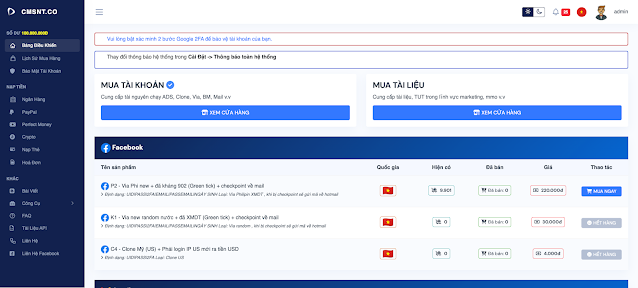 CMSNT.CO
admin
SỐ DƯ 100.000.000Đ
Bảng Điều Khiển
Lịch Sử Mua Hàng
Bảo Mật Tài Khoản
NẠP TIỀN
Ngân Hàng
PayPal
Perfect Money
Crypto
Nạp Thẻ
Hoá Đơn
KHÁC
Bài Viết
Công Cụ
FAQ
Tài Liệu API
Liên Hệ
Liên Hệ Facebook
Vui lòng bật xác minh 2 bước Google 2FA để bảo vệ tài khoản của bạn.
Thay đổi thông báo hệ thống trong Cài Đặt -> Thông báo toàn hệ thống
MUA TÀI KHOẢN
Cung cấp tài nguyên chạy ADS, Clone, Via, BM, Mail v.v
XEM CỬA HÀNG
MUA TÀI LIỆU
Cung cấp tài liệu, TUT trong lĩnh vực marketing, mmo v.v
XEM CỬA HÀNG
Facebook
Tên sản phẩm Quốc gia Hiện có Đã bán Giá Thao tác
P2 - Via Phi new + đã kháng 902 (Green tick) + checkpoint về mail
Định dạng: UID|PASS|2FA|EMAIL|PASSEMAIL|NGÀY SINH Loại: Via Philipin XMDT , khi bị checkpoint sẽ gửi mã về hotmail
9.901 Đã bán: 0 220.000đ MUA NGAY
K1 - Via new random nước + đã XMDT (Green tick) + checkpoint về mail
Định dạng: UID|PASS|2FA|EMAIL|PASSEMAIL|NGÀY SINH Loại: Via random , khi bị checkpoint sẽ gửi mã về hotmail
0 Đã bán: 0 90.000đ HẾT HÀNG
C4 - Clone Mỹ (US) + Phải login IP US mới ra tiền USD
Định dạng: UID|PASS|2FA Loại: Clone US
0 Đã bán: 0 4.000đ HẾT HÀNG